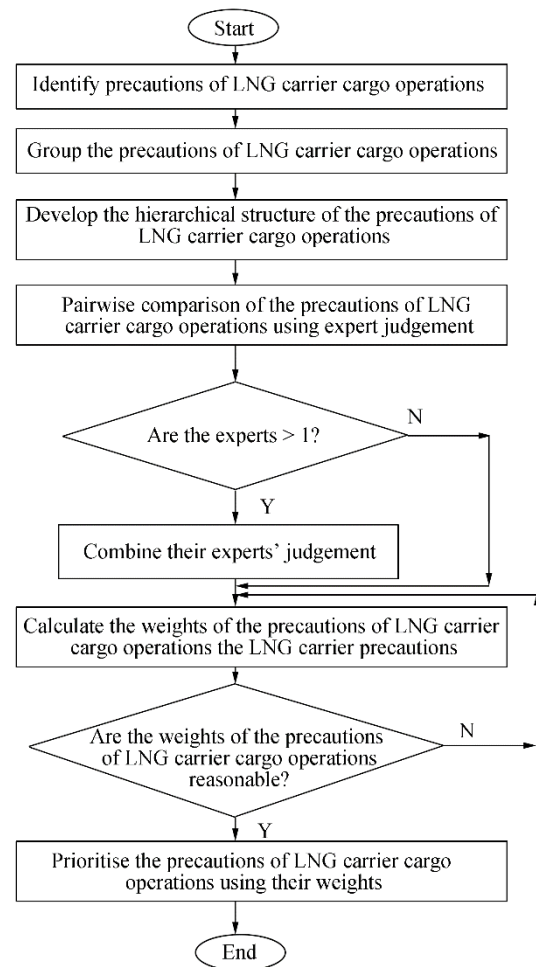 Start
Identify precautions of LNG carrier cargo operations
Group the precautions of LNG carrier cargo operations
Develop the hierarchical structure of the precautions of
LNG carrier cargo operations
Pairwise comparison of the precautions of LNG
carrier cargo operations using expert judgement
Are the experts > 1?
N
Y
Combine their experts' judgement
Calculate the weights of the precautions of LNG carrier
cargo operations the LNG carrier precautions
Are the weights of the precautions
of LNG carrier cargo operations
reasonable?
N
Y
Prioritise the precautions of LNG carrier cargo
operations using their weights
End